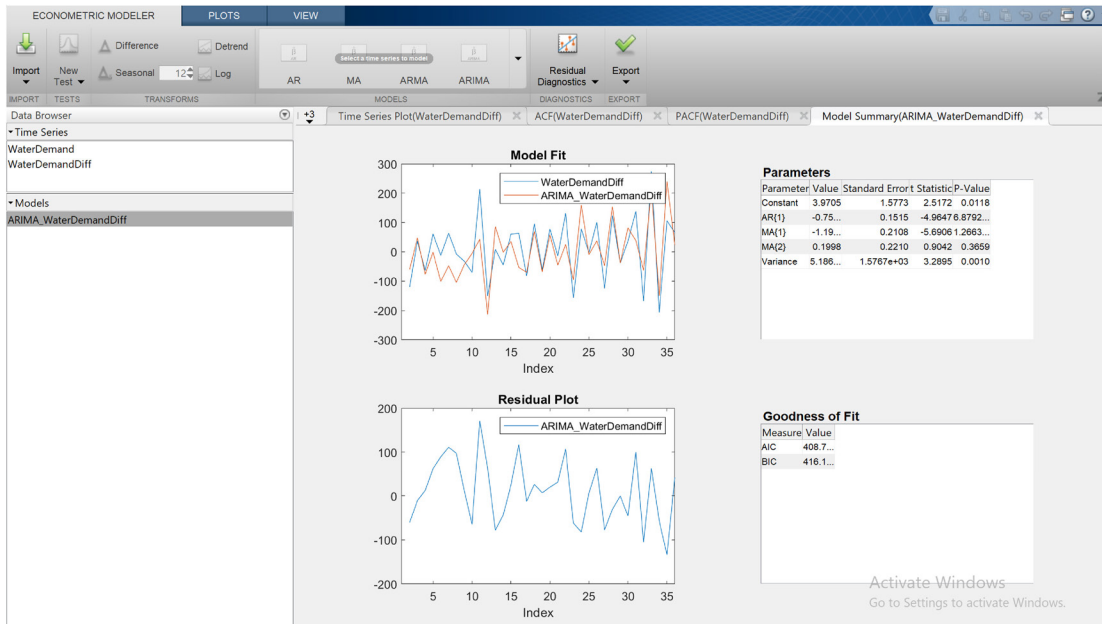 ECONOMETRIC MODELER PLOTS VIEW
Import
New Test
Difference
Detrend
Seasonal 12 Log
Select a time series to model
AR MA ARMA ARIMA
Residual Diagnostics
Export
IMPORT TESTS TRANSFORMS MODELS DIAGNOSTICS EXPORT
Data Browser
Time Series
WaterDemand
WaterDemandDiff
Models
ARIMA_WaterDemandDiff
+3 Time Series Plot(WaterDemandDiff) ACF(WaterDemandDiff) PACF(WaterDemandDiff) Model Summary(ARIMA_WaterDemandDiff)
Model Fit
WaterDemandDiff
ARIMA_WaterDemandDiff
300
200
100
0
-100
-200
-300
5 10 15 20 25 30 35
Index
Residual Plot
ARIMA_WaterDemandDiff
200
100
0
-100
-200
5 10 15 20 25 30 35
Index
Parameters
Parameter Value Standard Error t Statistic P-Value
Constant 3.9705 1.5773 2.5172 0.0118
AR{1} -0.75... 0.1515 -4.9647 6.8792...
MA{1} -1.19... 0.2108 -5.6906 1.2663...
MA{2} 0.1998 0.2210 0.9042 0.3659
Variance 5.186... 1.5767e+03 3.2895 0.0010
Goodness of Fit
Measure Value
AIC 408.7...
BIC 416.1...
Activate Windows
Go to Settings to activate Windows.